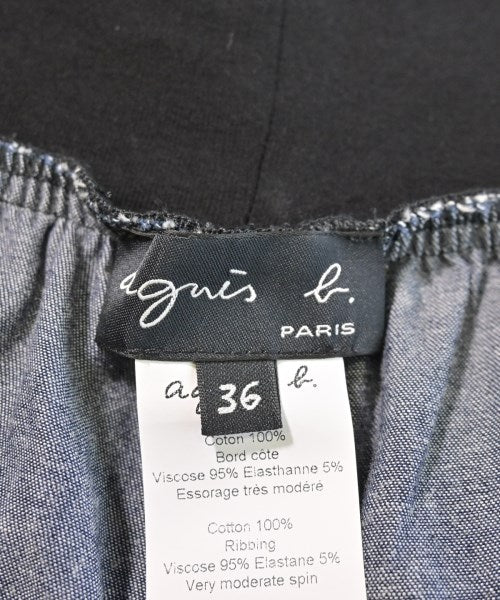 agnès b.
PARIS
36
b.
Coton 100%
Bord côte
Viscose 95% Elasthanne 5%
Essorage très modéré
Cotton 100%
Ribbing
Viscose 95% Elastane 5%
Very moderate spin